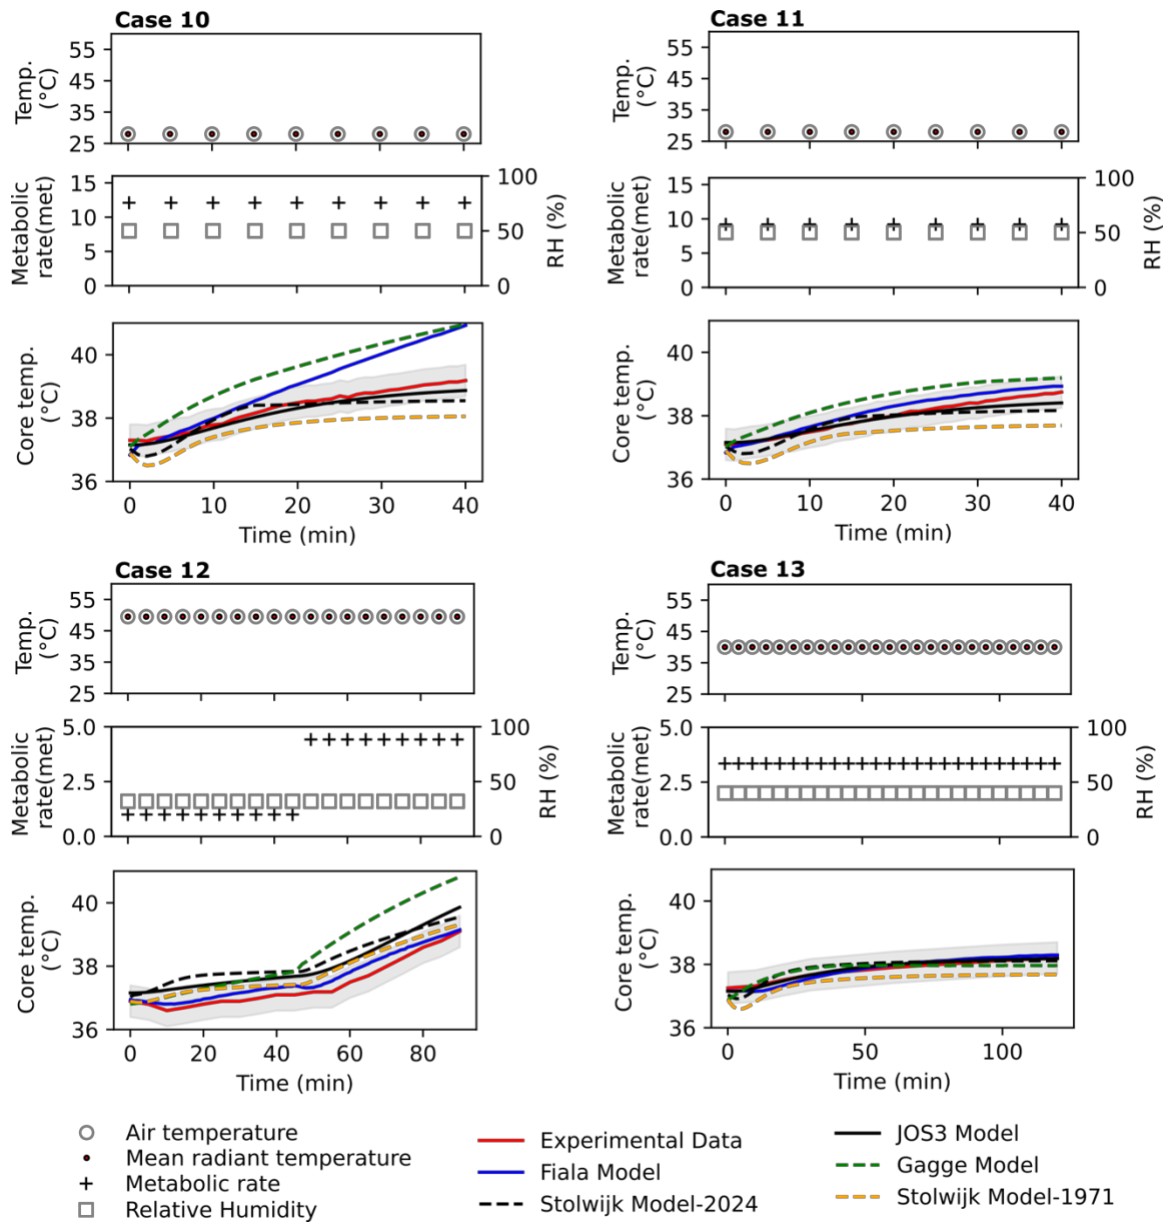 Case 10
Temp.
(°C)
55
45
35
25
Metabolic
rate(met)
15
10
5
0
100
50
0
RH (%)
Core temp.
(°C)
40
38
36
0 10 20 30 40
Time (min)
Case 11
Temp.
(°C)
55
45
35
25
Metabolic
rate(met)
15
10
5
0
100
50
0
RH (%)
Core temp.
(°C)
40
38
36
0 10 20 30 40
Time (min)
Case 12
Temp.
(°C)
55
45
35
25
Metabolic
rate(met)
5.0
2.5
0.0
100
50
0
RH (%)
Core temp.
(°C)
40
38
36
0 20 40 60 80
Time (min)
Case 13
Temp.
(°C)
55
45
35
25
Metabolic
rate(met)
5.0
2.5
0.0
100
50
0
RH (%)
Core temp.
(°C)
40
38
36
0 50 100
Time (min)
Air temperature
Mean radiant temperature
Metabolic rate
Relative Humidity
Experimental Data
Fiala Model
Stolwijk Model-2024
JOS3 Model
Gagge Model
Stolwijk Model-1971